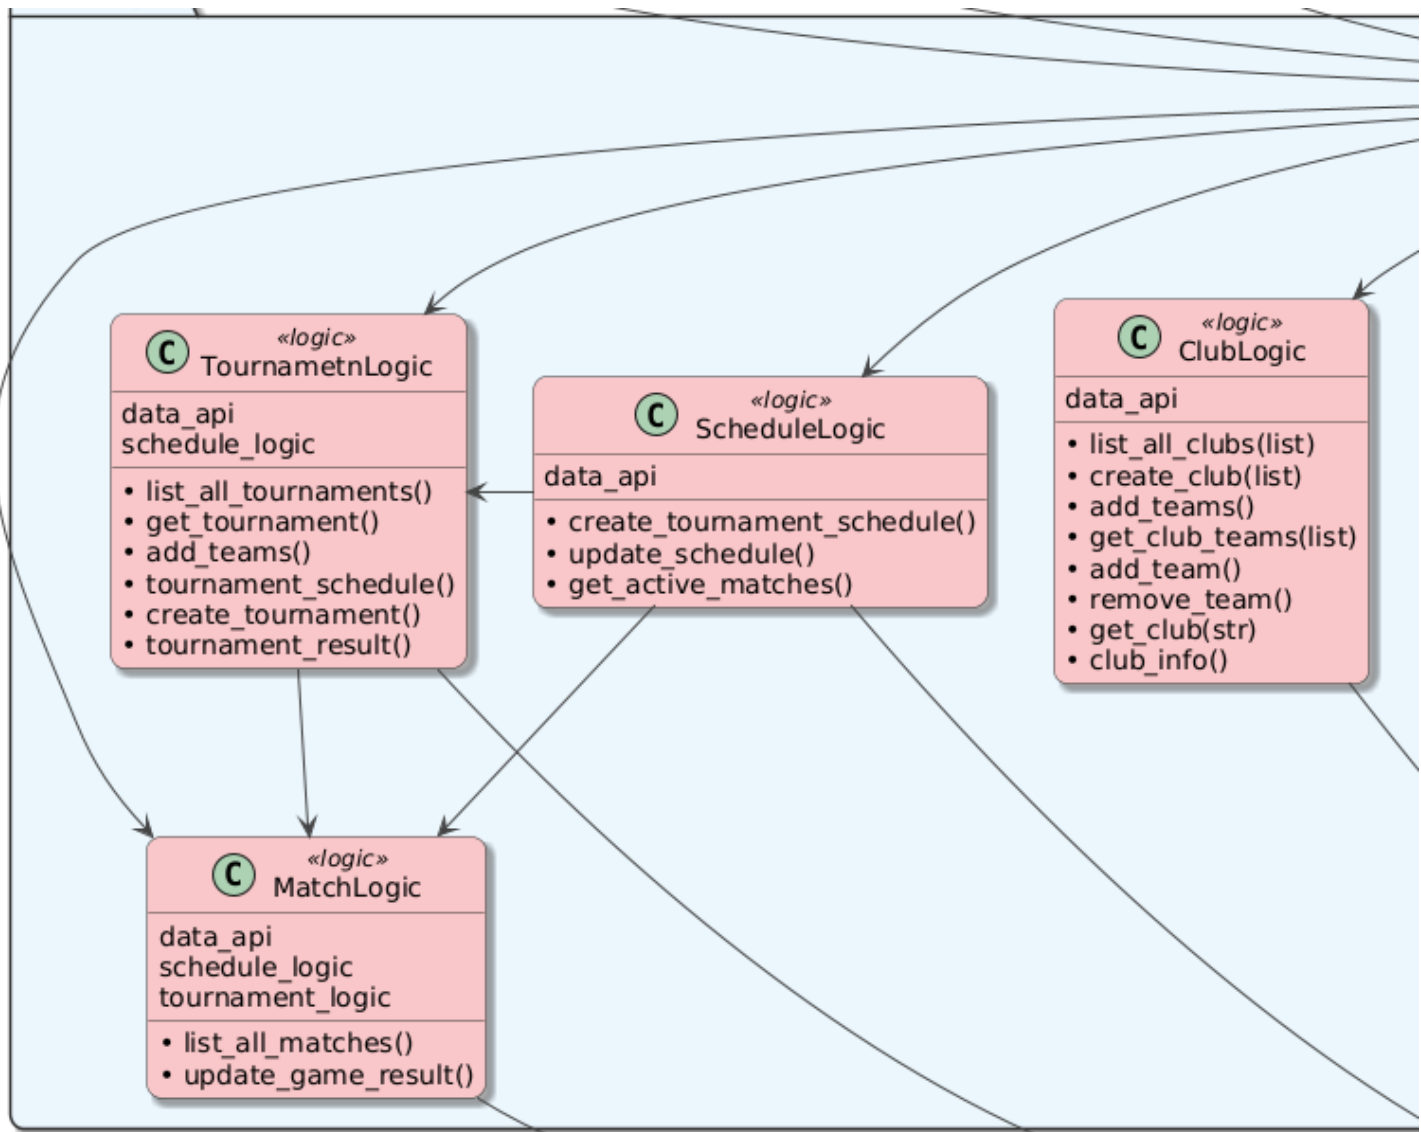 C
«logic»
TournametnLogic
data_api
schedule_logic
• list_all_tournaments()
• get_tournament()
• add_teams()
• tournament_schedule()
• create_tournament()
• tournament_result()
C
«logic»
ScheduleLogic
data_api
• create_tournament_schedule()
• update_schedule()
• get_active_matches()
C
«logic»
ClubLogic
data_api
• list_all_clubs(list)
• create_club(list)
• add_teams()
• get_club_teams(list)
• add_team()
• remove_team()
• get_club(str)
• club_info()
C
«logic»
MatchLogic
data_api
schedule_logic
tournament_logic
• list_all_matches()
• update_game_result()